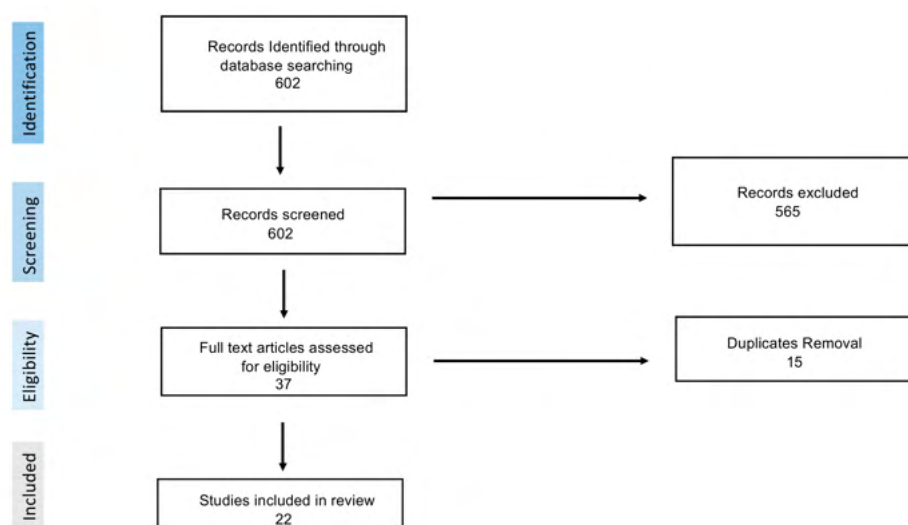 Identification
Records Identified through
database searching
602
Screening
Records screened
602
Records excluded
565
Eligibility
Full text articles assessed
for eligibility
37
Duplicates Removal
15
Included
Studies included in review
22